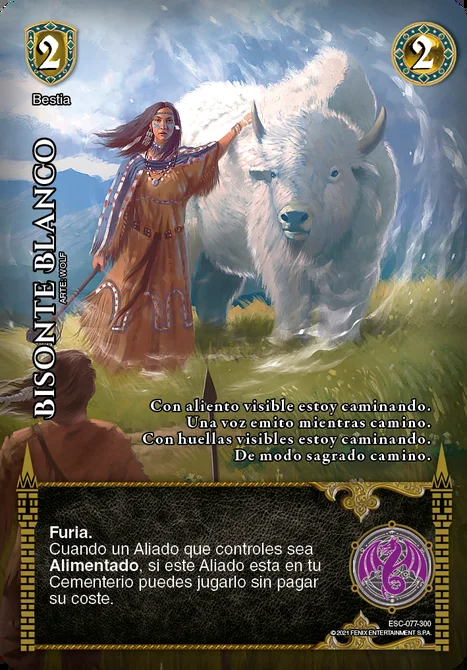 2
2
Bestia
BISONTE BLANCO
ARTE: WOLF
Con aliento visible estoy caminando.
Una voz emito mientras camino.
Con huellas visibles estoy caminando.
De modo sagrado camino.
Furia.
Cuando un Aliado que controles sea
Alimentado, si este Aliado esta en tu
Cementerio puedes jugarlo sin pagar
su coste.
ESC-077-300
© 2021 FENIX ENTERTAINMENT S.P.A.